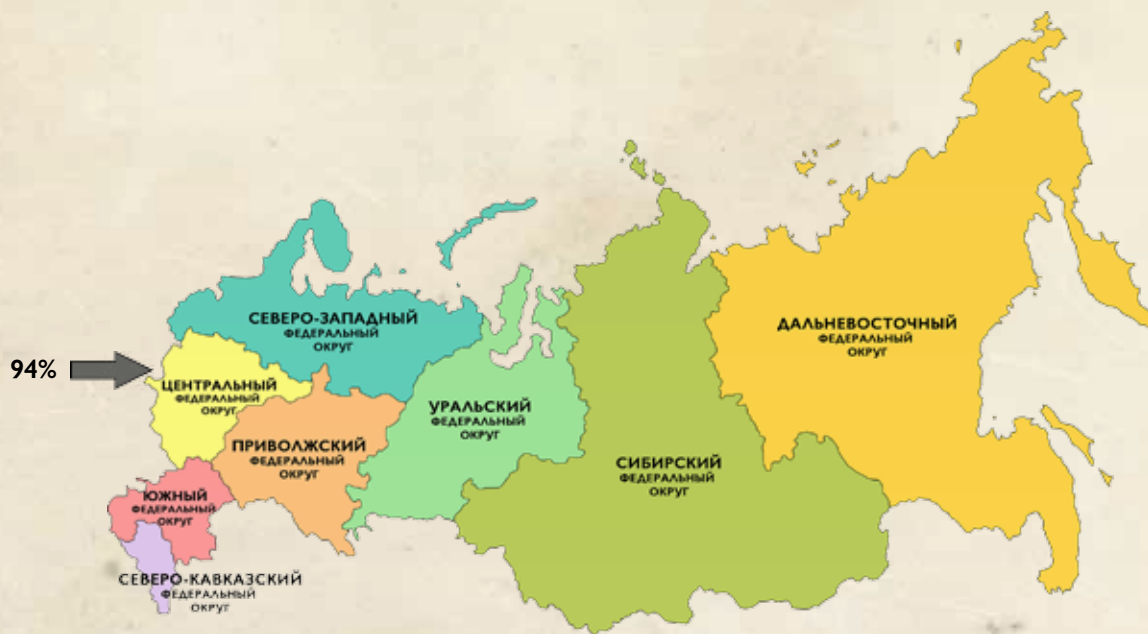 СЕВЕРО-ЗАПАДНЫЙ
ФЕДЕРАЛЬНЫЙ
ОКРУГ
ДАЛЬНЕВОСТОЧНЫЙ
ФЕДЕРАЛЬНЫЙ
ОКРУГ
94%
ЦЕНТРАЛЬНЫЙ
ФЕДЕРАЛЬНЫЙ
ОКРУГ
УРАЛЬСКИЙ
ФЕДЕРАЛЬНЫЙ
ОКРУГ
ПРИВОЛЖСКИЙ
ФЕДЕРАЛЬНЫЙ
ОКРУГ
СИБИРСКИЙ
ФЕДЕРАЛЬНЫЙ
ОКРУГ
ЮЖНЫЙ
ФЕДЕРАЛЬНЫЙ
ОКРУГ
СЕВЕРО-КАВКАЗСКИЙ
ФЕДЕРАЛЬНЫЙ
ОКРУГ